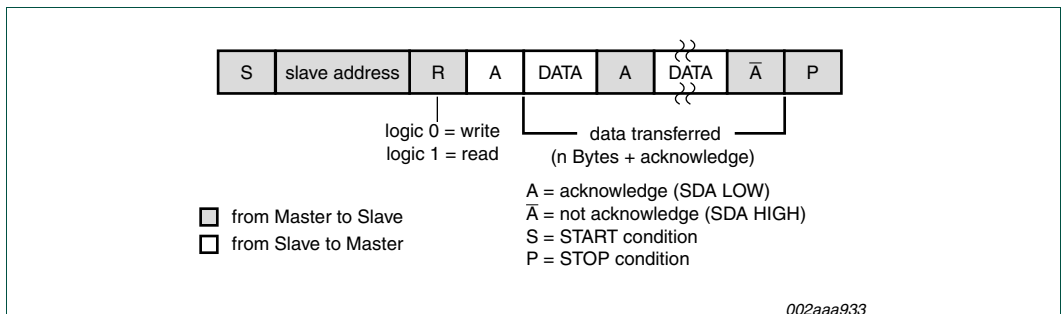 S slave address R A DATA A DATA A̅ P
logic 0 = write
logic 1 = read
data transferred
(n Bytes + acknowledge)
A = acknowledge (SDA LOW)
A̅ = not acknowledge (SDA HIGH)
S = START condition
P = STOP condition
from Master to Slave
from Slave to Master
002aaa933